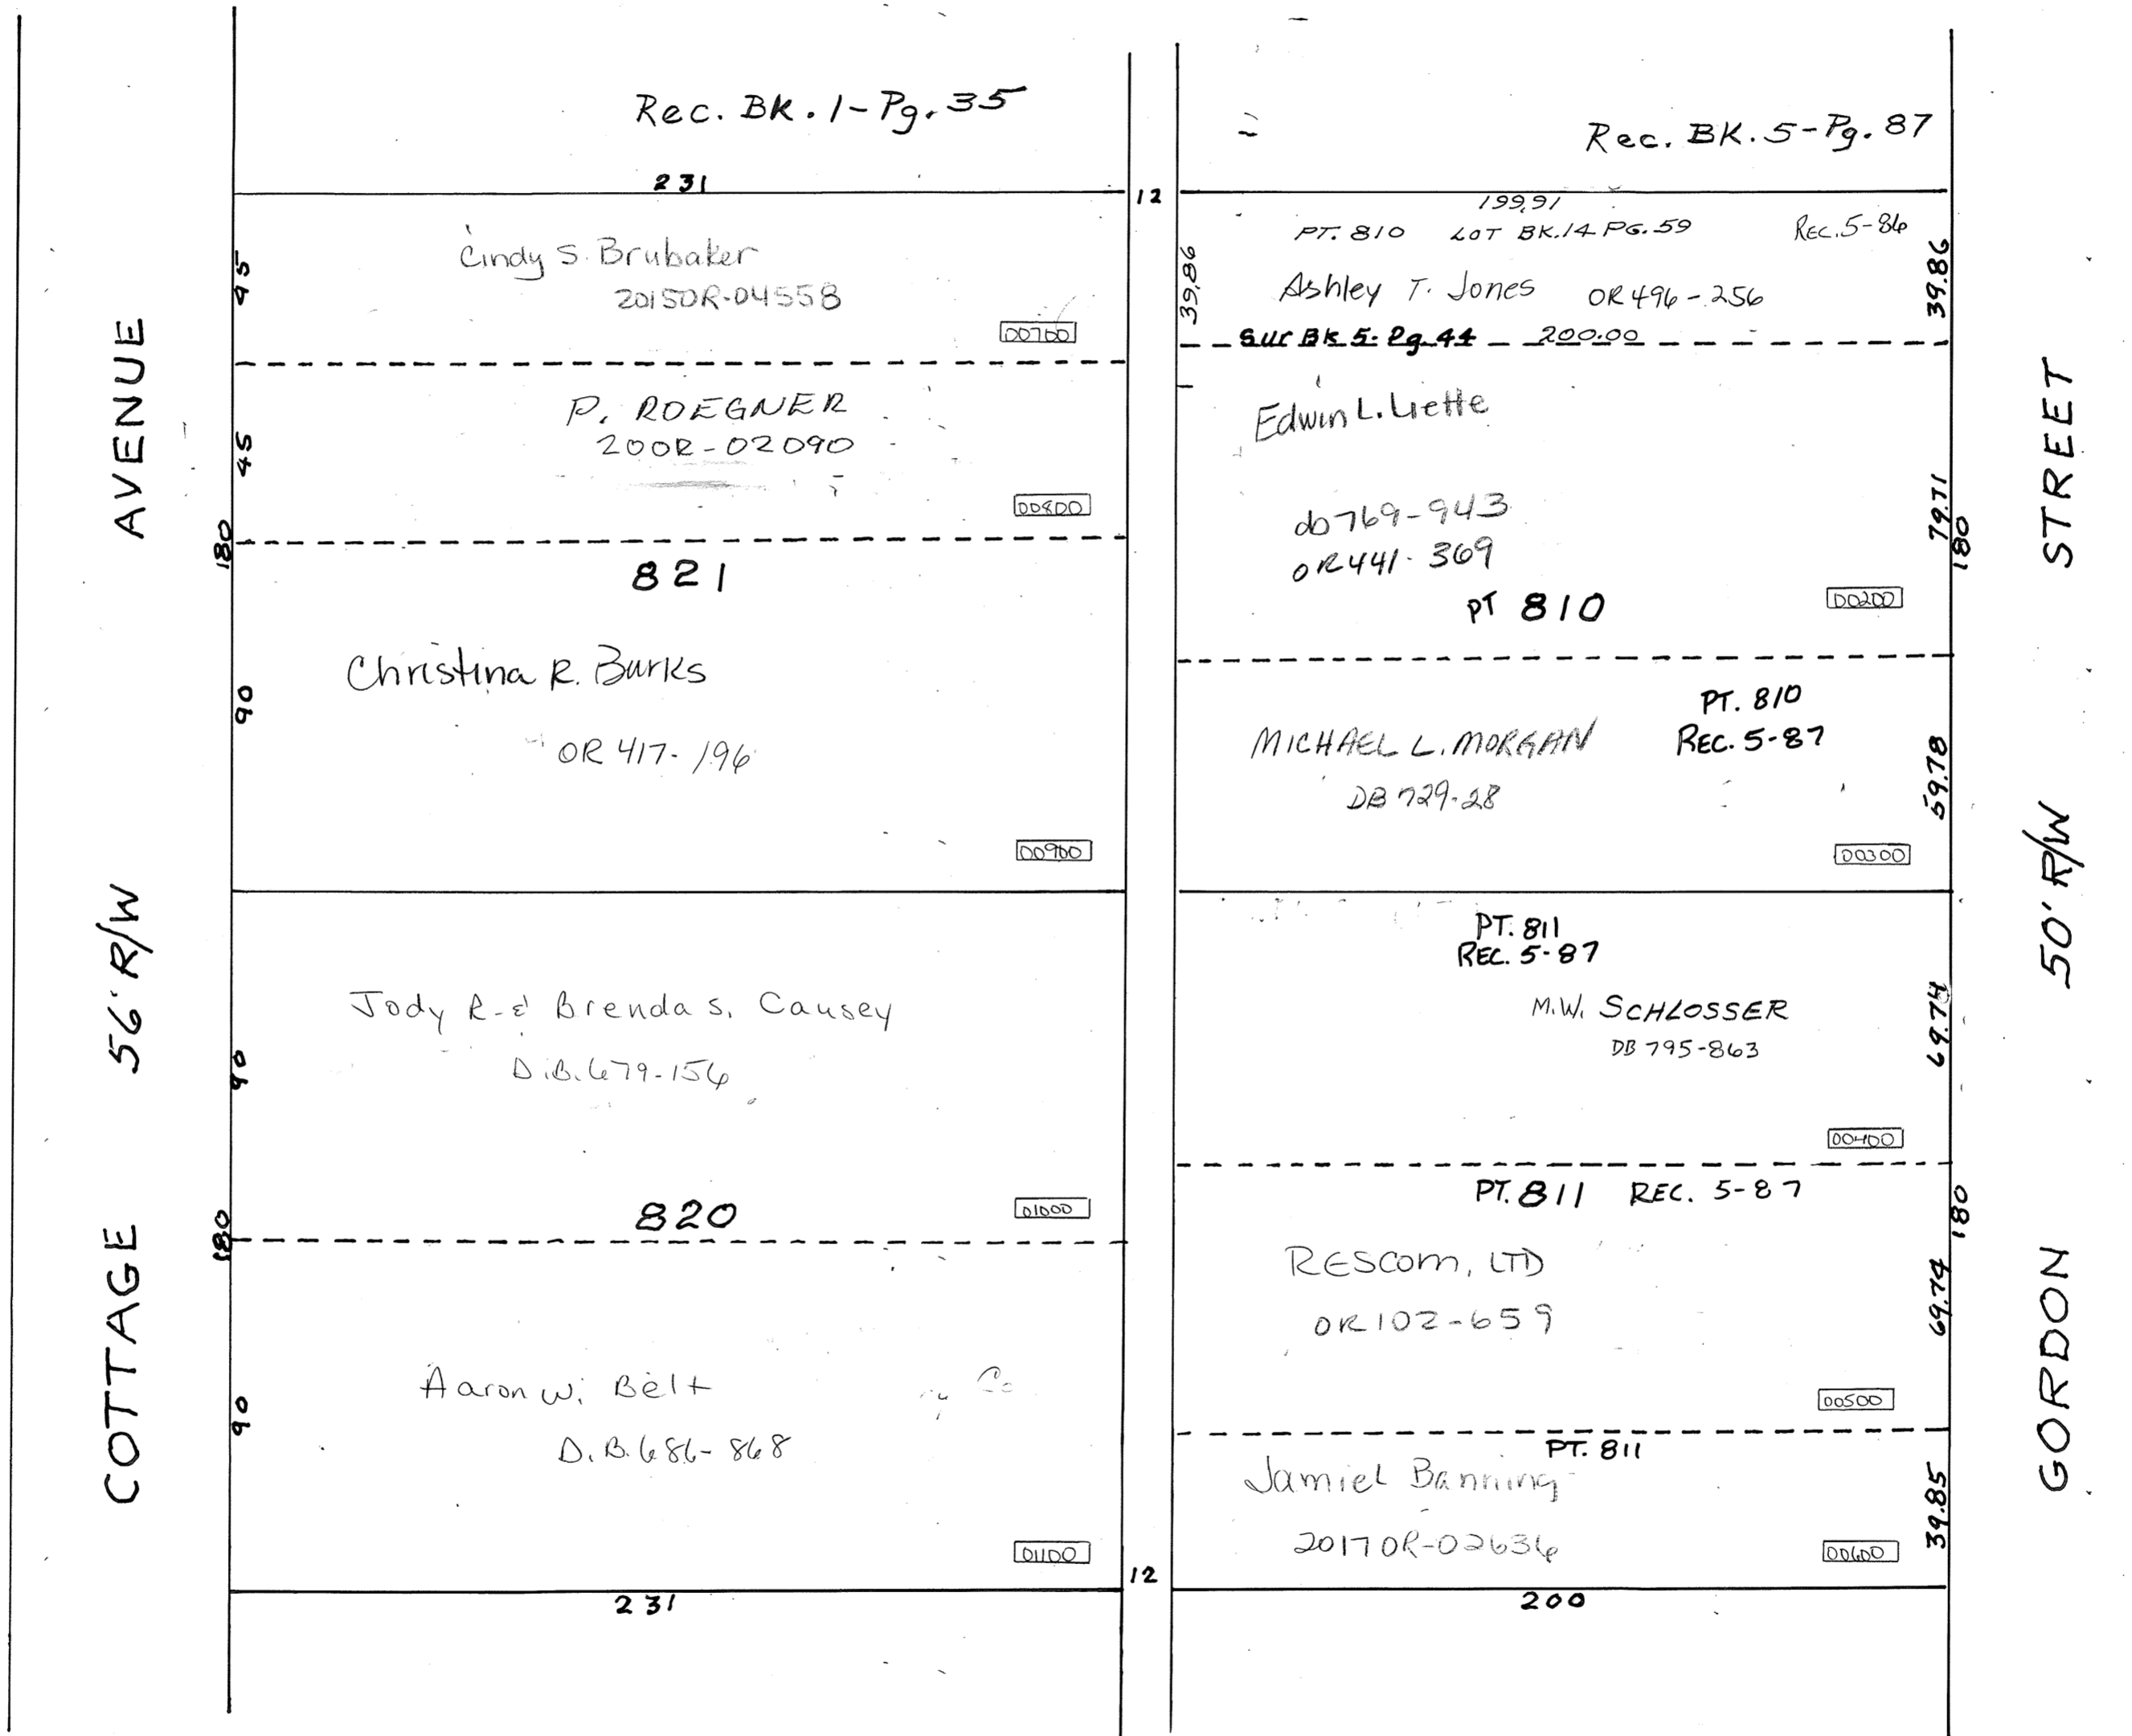 Rec. BK. 1-Pg. 35
231
12
Cindy S. Brubaker
2015OR-04558
00700
45
P. ROEGNER
200R-02090
00800
45
180
821
Christina R. Burks
OR 417-196
00900
90
Jody R. & Brenda S. Causey
D.B. 679-156
01000
90
820
180
Aaron W. Belt
D.B. 686-868
01100
90
231
12
AVENUE
56' R/W
COTTAGE
Rec. BK. 5-Pg. 87
199.91
PT. 810 LOT BK.14 PG.59 REC. 5-86
39.86
39.86
Ashley T. Jones OR 496-256
Sur Bk 5. Pg. 44 200.00
Edwin L. Liette
db 769-943
OR 441-369
PT 810
00200
79.71
180
PT. 810
REC. 5-87
MICHAEL L. MORGAN
DB 729-28
00300
59.78
PT. 811
REC. 5-87
M.W. SCHLOSSER
DB 795-863
00400
69.74
PT. 811 REC. 5-87
180
RESCOM, LTD
OR 102-659
00500
69.74
PT. 811
Jamiel Banning
2017OR-02636
00600
39.85
200
STREET
50' R/W
GORDON